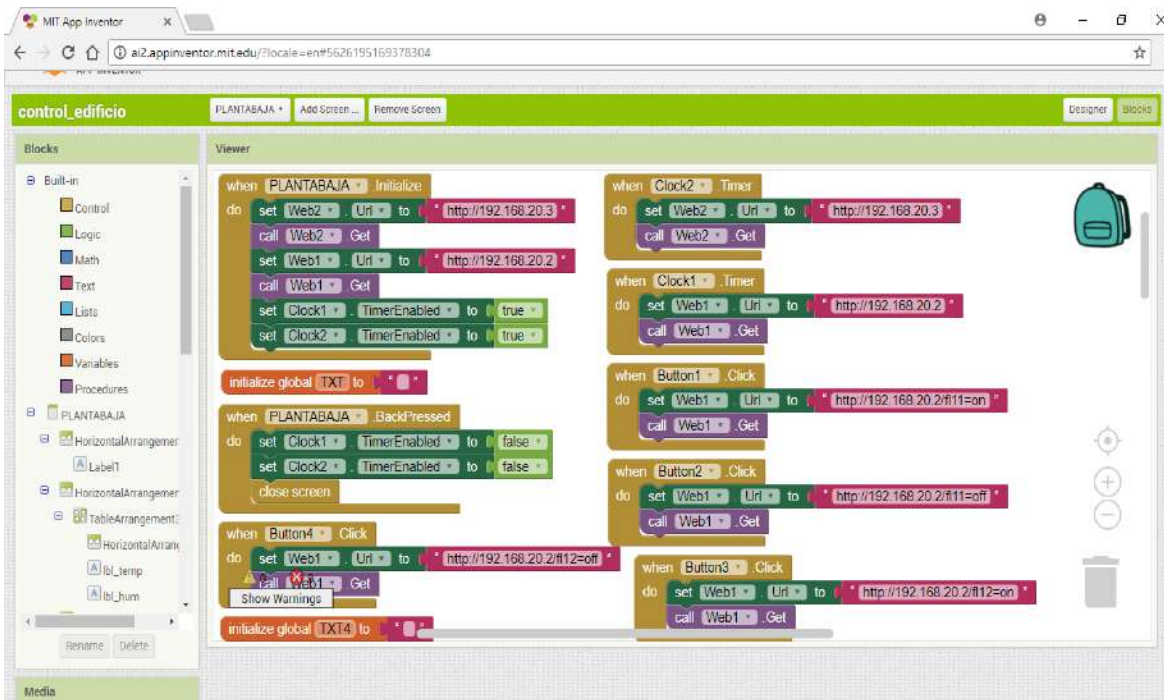 MIT App Inventor
ai2.appinventor.mit.edu/?locale=en#5626195169378304
APP INVENTOR
control_edificio
PLANTABAJA
Add Screen ...
Remove Screen
Designer
Blocks
Blocks
Built-in
Control
Logic
Math
Text
Lists
Colors
Variables
Procedures
PLANTABAJA
HorizontalArrangemer
Label1
HorizontalArrangemer
TableArrangement
HorizontalArran
lbl_temp
lbl_hum
Rename
Delete
Media
Viewer
when PLANTABAJA .Initialize
do set Web2 . Url to " http://192.168.20.3 "
call Web2 .Get
set Web1 . Url to " http://192.168.20.2 "
call Web1 .Get
set Clock1 . TimerEnabled to true
set Clock2 . TimerEnabled to true
initialize global TXT to " "
when PLANTABAJA .BackPressed
do set Clock1 . TimerEnabled to false
set Clock2 . TimerEnabled to false
close screen
when Button4 .Click
do set Web1 . Url to " http://192.168.20.2/fl12=off "
call Web1 .Get
Show Warnings
initialize global TXT4 to " "
when Clock2 .Timer
do set Web2 . Url to " http://192.168.20.3 "
call Web2 .Get
when Clock1 .Timer
do set Web1 . Url to " http://192.168.20.2 "
call Web1 .Get
when Button1 .Click
do set Web1 . Url to " http://192.168.20.2/fl11=on "
call Web1 .Get
when Button2 .Click
do set Web1 . Url to " http://192.168.20.2/fl11=off "
call Web1 .Get
when Button3 .Click
do set Web1 . Url to " http://192.168.20.2/fl12=on "
call Web1 .Get